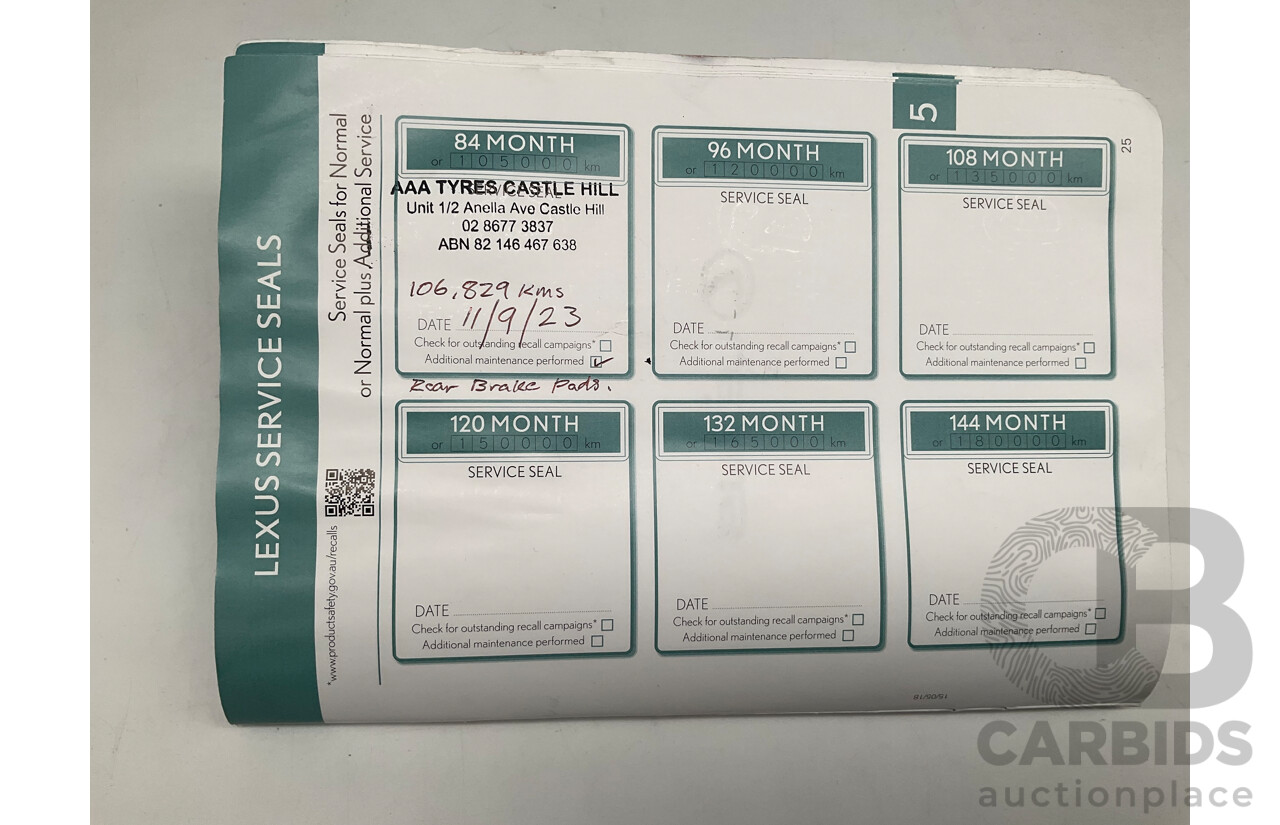 LEXUS SERVICE SEALS
Service Seals for Normal
or Normal plus Additional Service
*www.productsafety.gov.au/recalls
5
25
84 MONTH
or 105000 km
SERVICE SEAL
AAA TYRES CASTLE HILL
Unit 1/2 Anella Ave Castle Hill
02 8677 3837
ABN 82 146 467 638
106,829 kms
DATE 11/9/23
Check for outstanding recall campaigns*
Additional maintenance performed
Rear Brake Pads.
96 MONTH
or 120000 km
SERVICE SEAL
DATE
Check for outstanding recall campaigns*
Additional maintenance performed
108 MONTH
or 135000 km
SERVICE SEAL
DATE
Check for outstanding recall campaigns*
Additional maintenance performed
120 MONTH
or 150000 km
SERVICE SEAL
DATE
Check for outstanding recall campaigns*
Additional maintenance performed
132 MONTH
or 165000 km
SERVICE SEAL
DATE
Check for outstanding recall campaigns*
Additional maintenance performed
144 MONTH
or 180000 km
SERVICE SEAL
DATE
Check for outstanding recall campaigns*
Additional maintenance performed
CB
CARBIDS
auctionplace